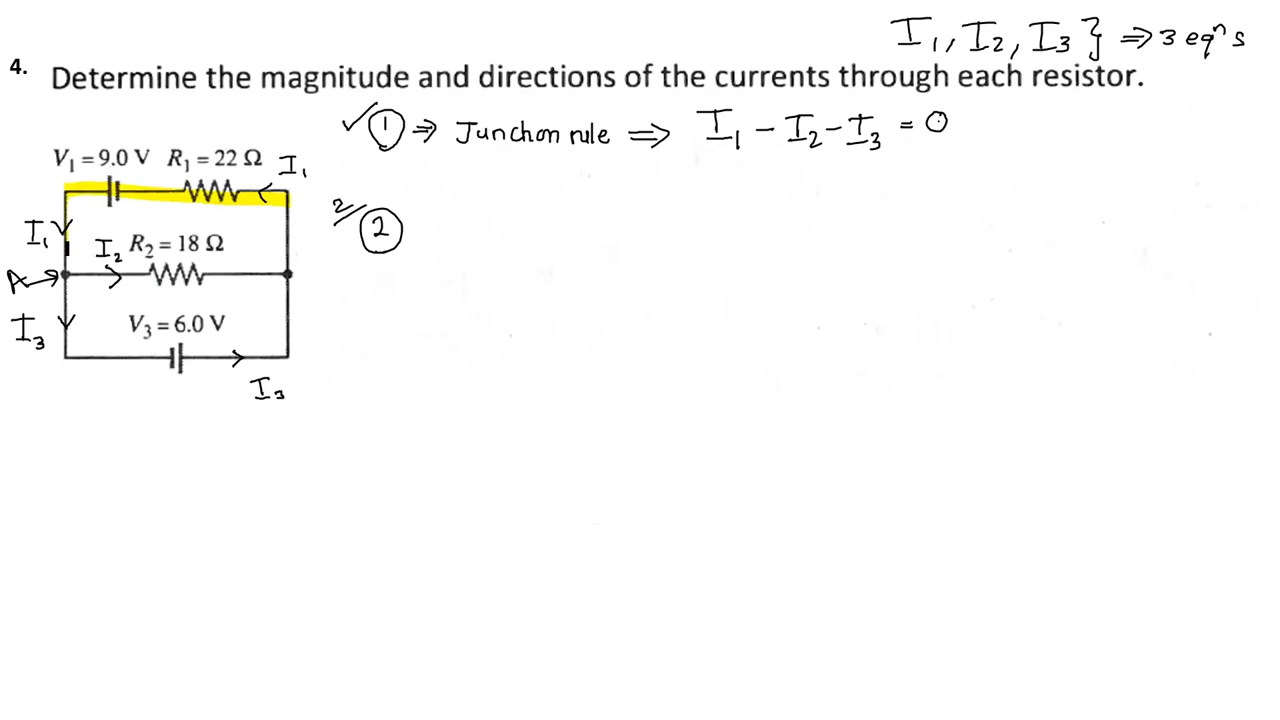 I₁, I₂, I₃ } ⇒ 3 eqⁿs
4. Determine the magnitude and directions of the currents through each resistor.
✓ ① ⇒ Junction rule ⇒ I₁ - I₂ - I₃ = 0
V₁ = 9.0 V R₁ = 22 Ω I₁
2/ ②
I₁
I₂ R₂ = 18 Ω
A →
I₃ V₃ = 6.0 V
I₃